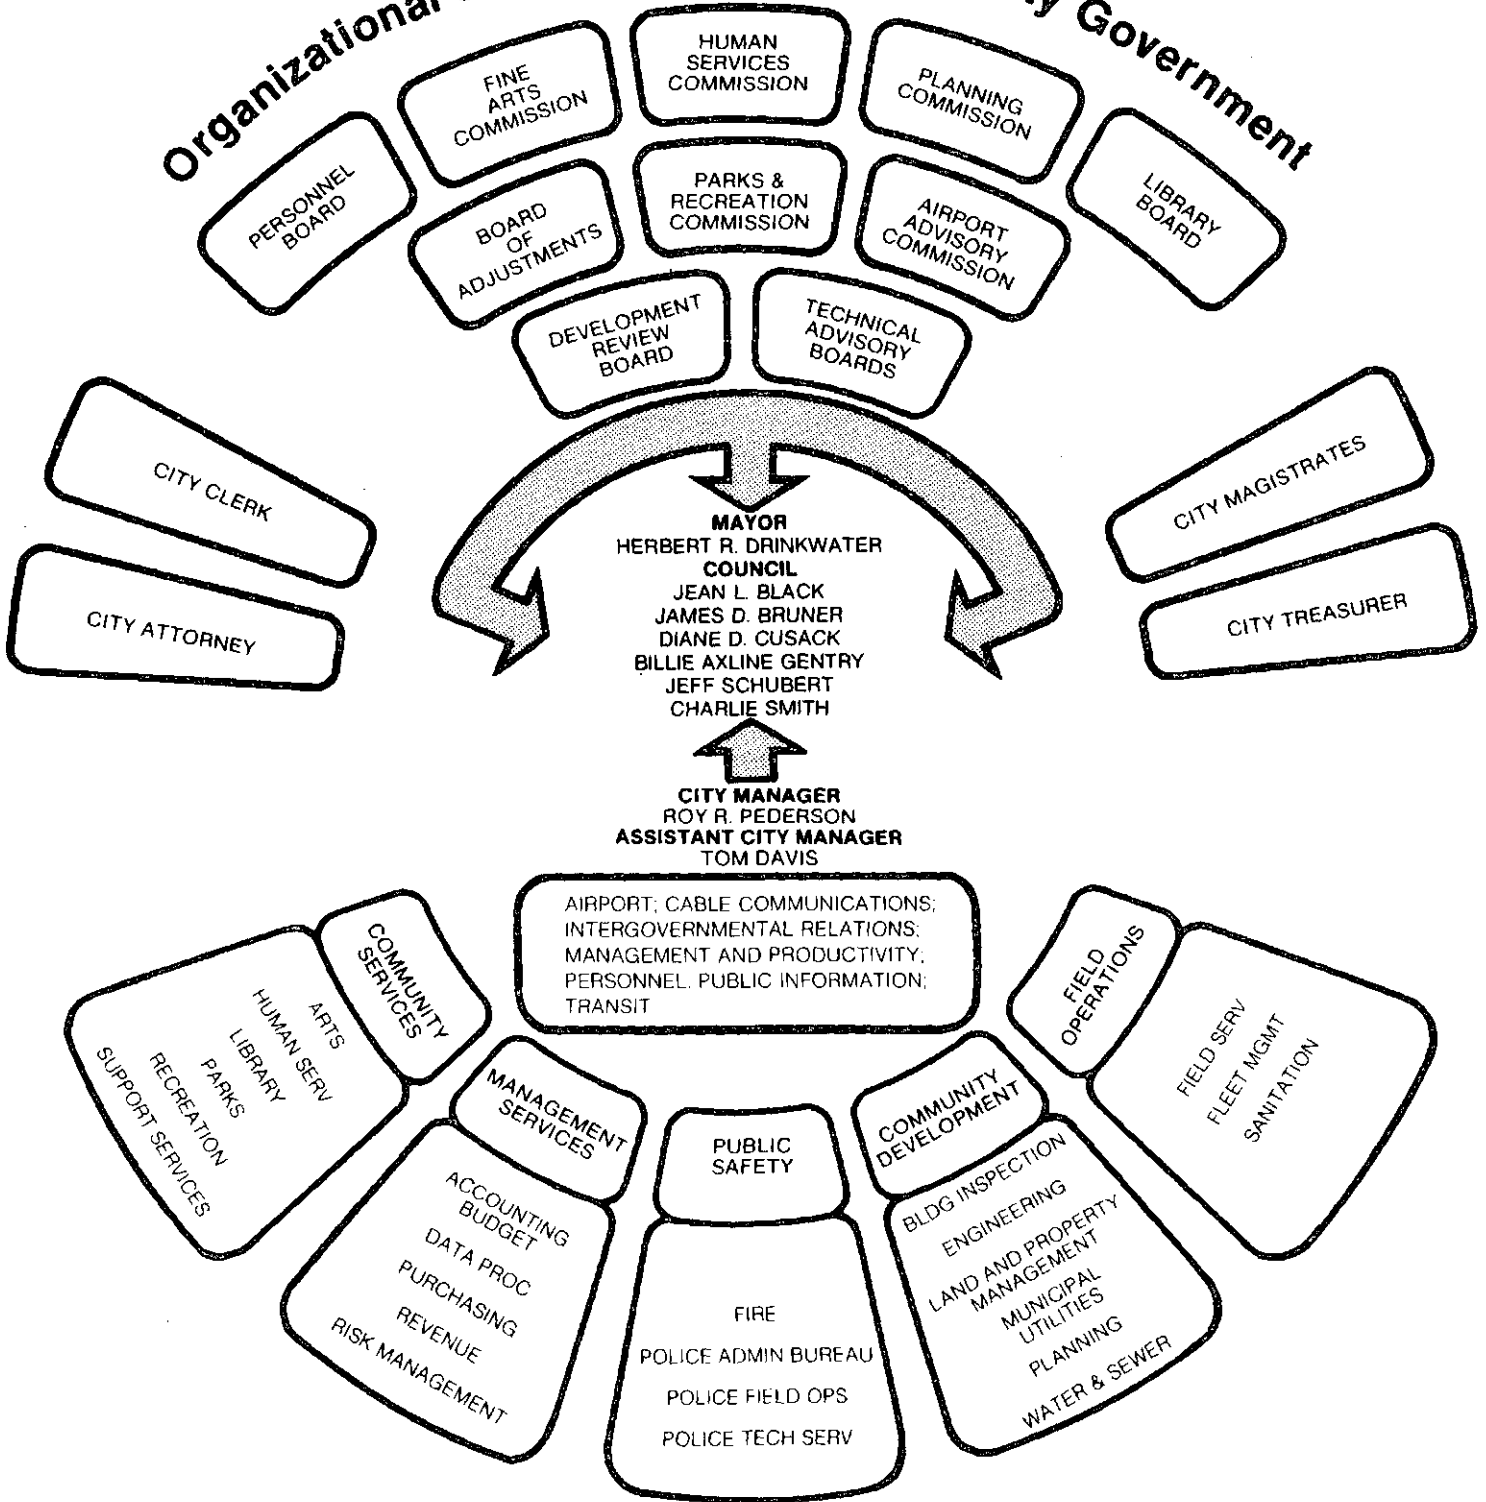 Organizational
Government
HUMAN
SERVICES
COMMISSION
FINE
ARTS
COMMISSION
PLANNING
COMMISSION
PERSONNEL
BOARD
LIBRARY
BOARD
BOARD
OF
ADJUSTMENTS
PARKS &
RECREATION
COMMISSION
AIRPORT
ADVISORY
COMMISSION
DEVELOPMENT
REVIEW
BOARD
TECHNICAL
ADVISORY
BOARDS
CITY CLERK
CITY ATTORNEY
CITY MAGISTRATES
CITY TREASURER
MAYOR
HERBERT R. DRINKWATER
COUNCIL
JEAN L. BLACK
JAMES D. BRUNER
DIANE D. CUSACK
BILLIE AXLINE GENTRY
JEFF SCHUBERT
CHARLIE SMITH
CITY MANAGER
ROY R. PEDERSON
ASSISTANT CITY MANAGER
TOM DAVIS
AIRPORT; CABLE COMMUNICATIONS;
INTERGOVERNMENTAL RELATIONS;
MANAGEMENT AND PRODUCTIVITY;
PERSONNEL. PUBLIC INFORMATION;
TRANSIT
COMMUNITY
SERVICES
ARTS
HUMAN SERV
LIBRARY
PARKS
RECREATION
SUPPORT SERVICES
MANAGEMENT
SERVICES
ACCOUNTING
BUDGET
DATA PROC
PURCHASING
REVENUE
RISK MANAGEMENT
PUBLIC
SAFETY
FIRE
POLICE ADMIN BUREAU
POLICE FIELD OPS
POLICE TECH SERV
COMMUNITY
DEVELOPMENT
BLDG INSPECTION
ENGINEERING
LAND AND PROPERTY
MANAGEMENT
MUNICIPAL
UTILITIES
PLANNING
WATER & SEWER
FIELD
OPERATIONS
FIELD SERV
FLEET MGMT
SANITATION